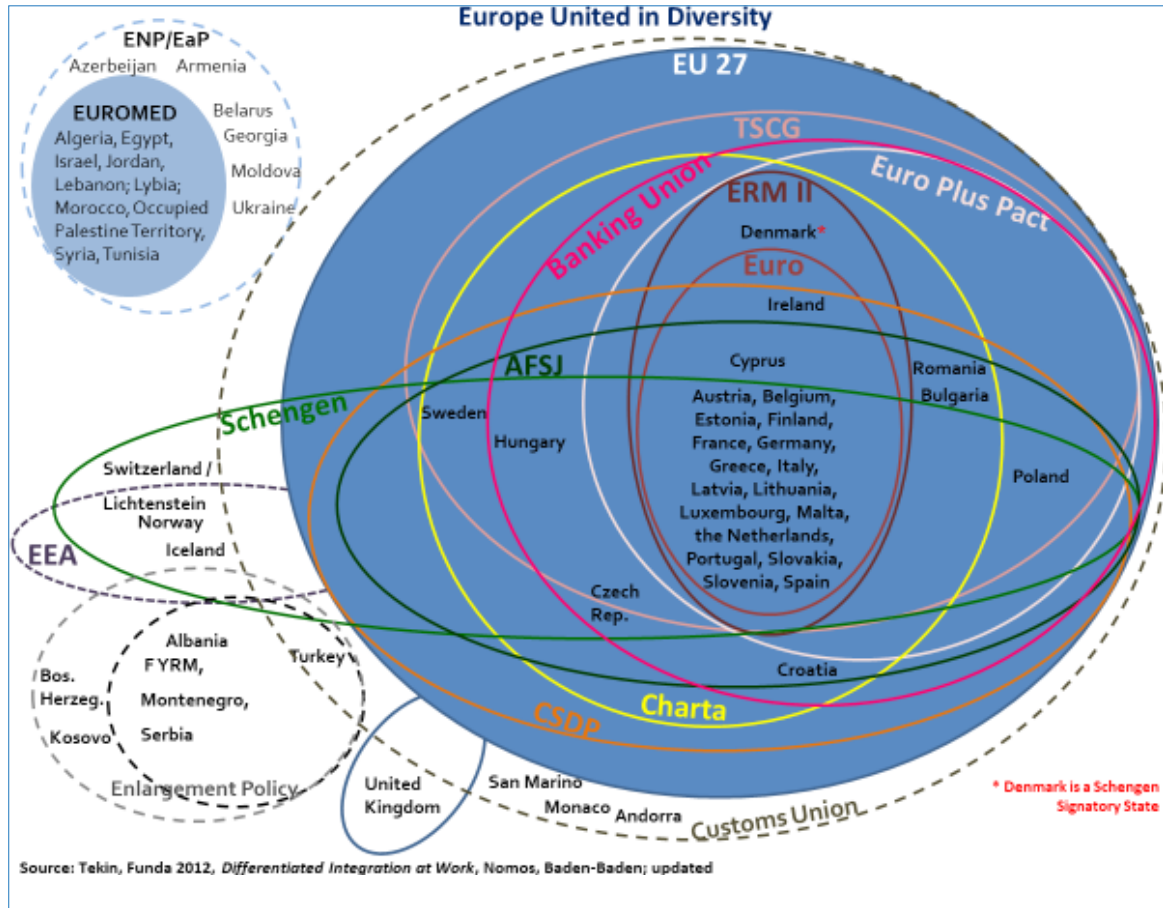 Europe United in Diversity
ENP/EaP
Azerbeijan Armenia
EUROMED
Algeria, Egypt,
Israel, Jordan,
Lebanon; Lybia;
Morocco, Occupied
Palestine Territory,
Syria, Tunisia
Belarus
Georgia
Moldova
Ukraine
EU 27
TSCG
Banking Union
Euro Plus Pact
ERM II
Denmark*
Euro
Ireland
AFSJ
Cyprus
Romania
Bulgaria
Schengen
Sweden
Hungary
Austria, Belgium,
Estonia, Finland,
France, Germany,
Greece, Italy,
Latvia, Lithuania,
Luxembourg, Malta,
the Netherlands,
Portugal, Slovakia,
Slovenia, Spain
Poland
Switzerland /
Lichtenstein
Norway
Iceland
EEA
Czech
Rep.
Croatia
Charta
CSDP
Albania
FYRM,
Montenegro,
Serbia
Turkey
Bos.
Herzeg.
Kosovo
Enlargement Policy
United
Kingdom
San Marino
Monaco
Andorra
Customs Union
* Denmark is a Schengen
Signatory State
Source: Tekin, Funda 2012, Differentiated Integration at Work, Nomos, Baden-Baden; updated